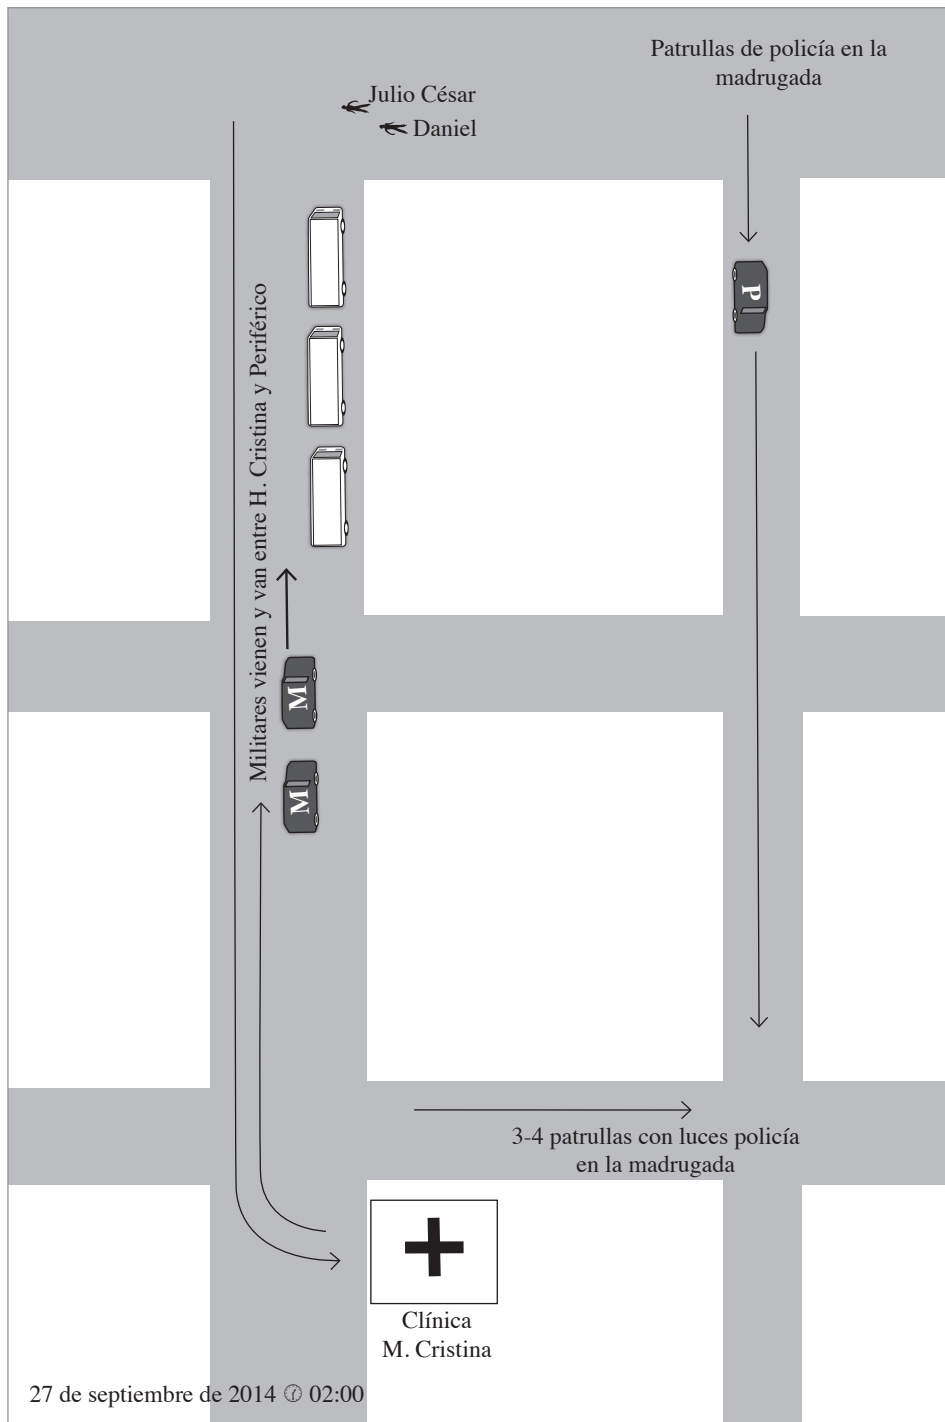 Patrullas de policía en la
madrugada
Julio César
Daniel
P
Militares vienen y van entre H. Cristina y Periférico
M
M
3-4 patrullas con luces policía
en la madrugada
Clínica
M. Cristina
27 de septiembre de 2014 🕜 02:00